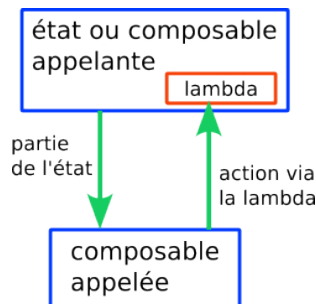 état ou composable
appelante
lambda
partie
de l'état
action via
la lambda
composable
appelée